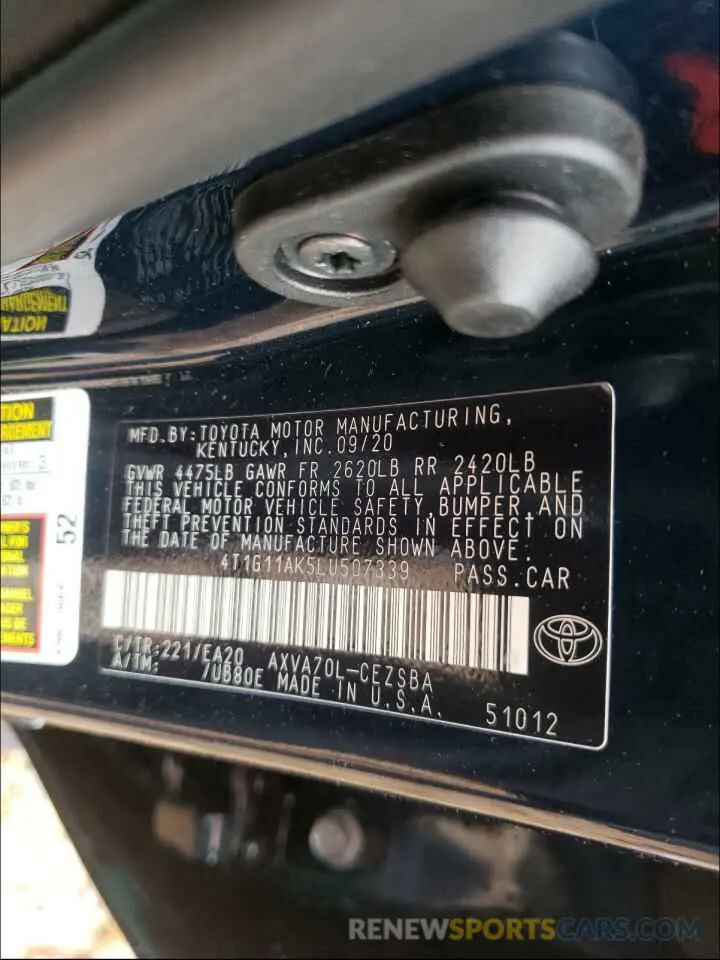 MFD.BY:TOYOTA MOTOR MANUFACTURING,
KENTUCKY,INC.09/20
GVWR 4475LB GAWR FR 2620LB RR 2420LB
THIS VEHICLE CONFORMS TO ALL APPLICABLE
FEDERAL MOTOR VEHICLE SAFETY,BUMPER,AND
THEFT PREVENTION STANDARDS IN EFFECT ON
THE DATE OF MANUFACTURE SHOWN ABOVE.
4T1G11AK5LU507339 PASS.CAR
C/TR:221/EA20 AXVA70L-CEZSBA
A/TM: /UB80E MADE IN U.S.A. 51012
52
RENEWSPORTSCARS.COM